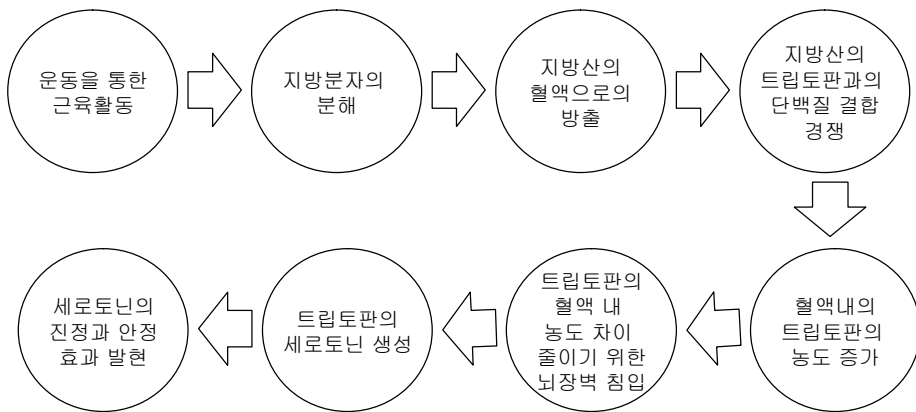 운동을 통한
근육활동
지방분자의
분해
지방산의
혈액으로의
방출
지방산의
트립토판과의
단백질 결합
경쟁
혈액내의
트립토판의
농도 증가
트립토판의
혈액 내
농도 차이
줄이기 위한
뇌장벽 침입
트립토판의
세로토닌 생성
세로토닌의
진정과 안정
효과 발현